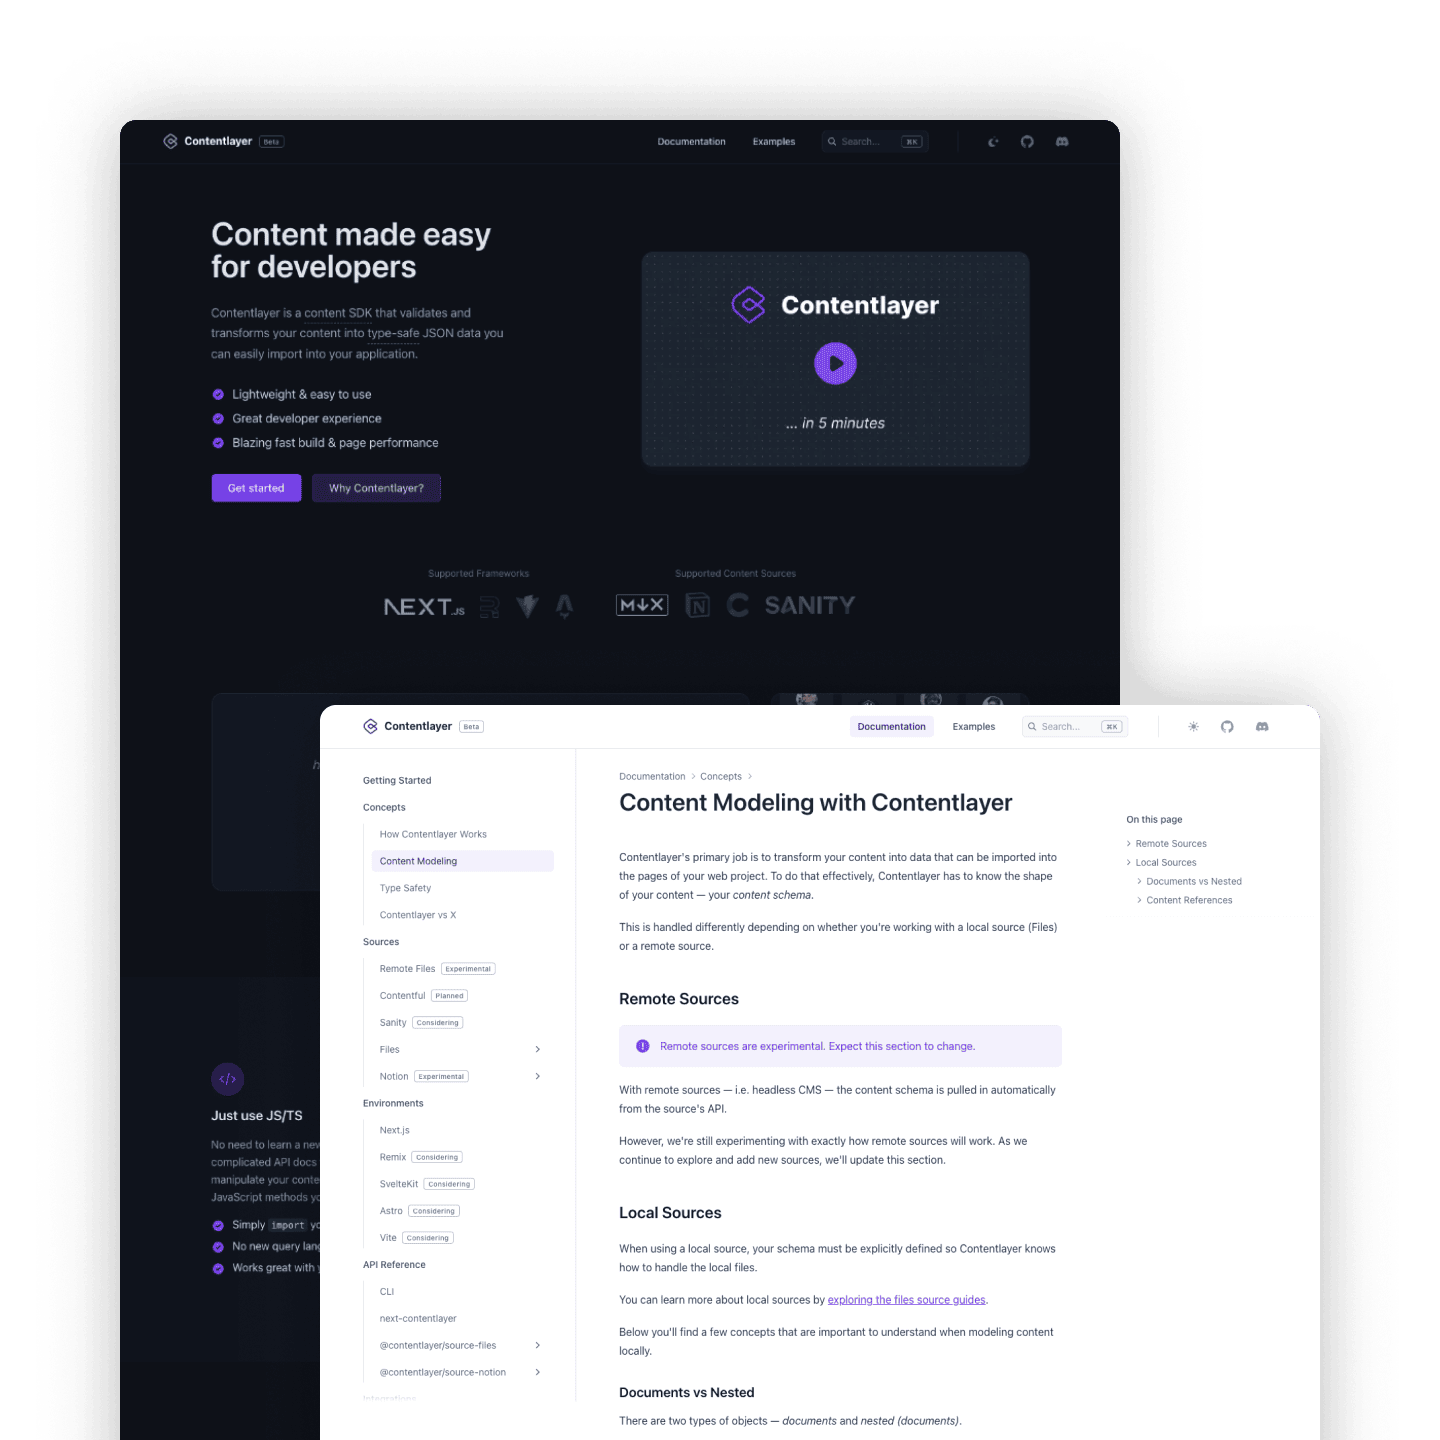 Contentlayer Beta
Documentation
Examples
Search...
⌘K
Content made easy
for developers
Contentlayer is a content SDK that validates and
transforms your content into type-safe JSON data you
can easily import into your application.
Lightweight & easy to use
Great developer experience
Blazing fast build & page performance
Get started
Why Contentlayer?
Contentlayer
... in 5 minutes
Supported Frameworks
NEXT.JS
Supported Content Sources
M↓X
SANITY
Just use JS/TS
No need to learn a new
complicated API docs
manipulate your conte
JavaScript methods yo
Simply import yo
No new query lang
Works great with
Contentlayer Beta
Documentation
Examples
Search...
⌘K
Getting Started
Concepts
How Contentlayer Works
Content Modeling
Type Safety
Contentlayer vs X
Sources
Remote Files Experimental
Contentful Planned
Sanity Considering
Files
Notion Experimental
Environments
Next.js
Remix Considering
SvelteKit Considering
Astro Considering
Vite Considering
API Reference
CLI
next-contentlayer
@contentlayer/source-files
@contentlayer/source-notion
Integrations
Documentation > Concepts >
Content Modeling with Contentlayer
Contentlayer's primary job is to transform your content into data that can be imported into
the pages of your web project. To do that effectively, Contentlayer has to know the shape
of your content — your content schema.
This is handled differently depending on whether you're working with a local source (Files)
or a remote source.
Remote Sources
Remote sources are experimental. Expect this section to change.
With remote sources — i.e. headless CMS — the content schema is pulled in automatically
from the source's API.
However, we're still experimenting with exactly how remote sources will work. As we
continue to explore and add new sources, we'll update this section.
Local Sources
When using a local source, your schema must be explicitly defined so Contentlayer knows
how to handle the local files.
You can learn more about local sources by exploring the files source guides.
Below you'll find a few concepts that are important to understand when modeling content
locally.
Documents vs Nested
There are two types of objects — documents and nested (documents).
On this page
> Remote Sources
> Local Sources
> Documents vs Nested
> Content References